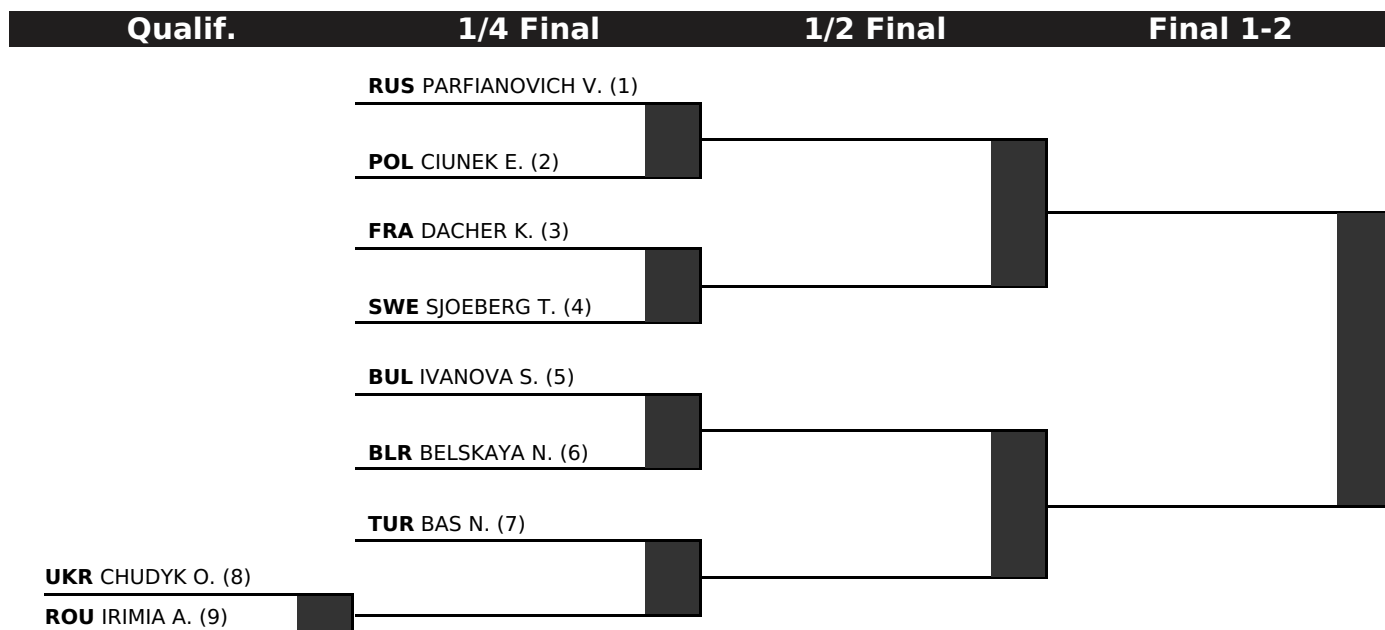 Qualif. 1/4 Final 1/2 Final Final 1-2
RUS PARFIANOVICH V. (1)
POL CIUNEK E. (2)
FRA DACHER K. (3)
SWE SJOEBERG T. (4)
BUL IVANOVA S. (5)
BLR BELSKAYA N. (6)
TUR BAS N. (7)
UKR CHUDYK O. (8)
ROU IRIMIA A. (9)